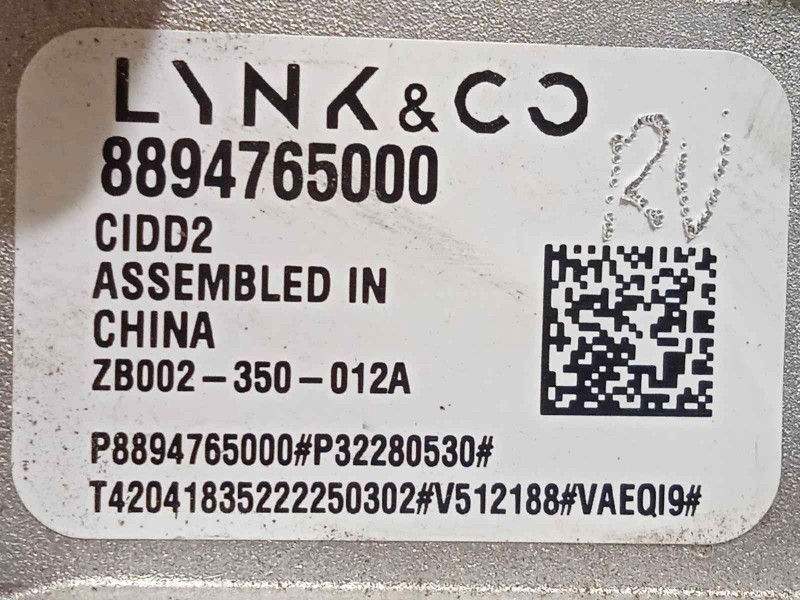 LYNK & CO
8894765000
CIDD2
ASSEMBLED IN
CHINA
ZB002-350-012A
P8894765000#P32280530#
T42041835222250302#V512188#VAEQI9#